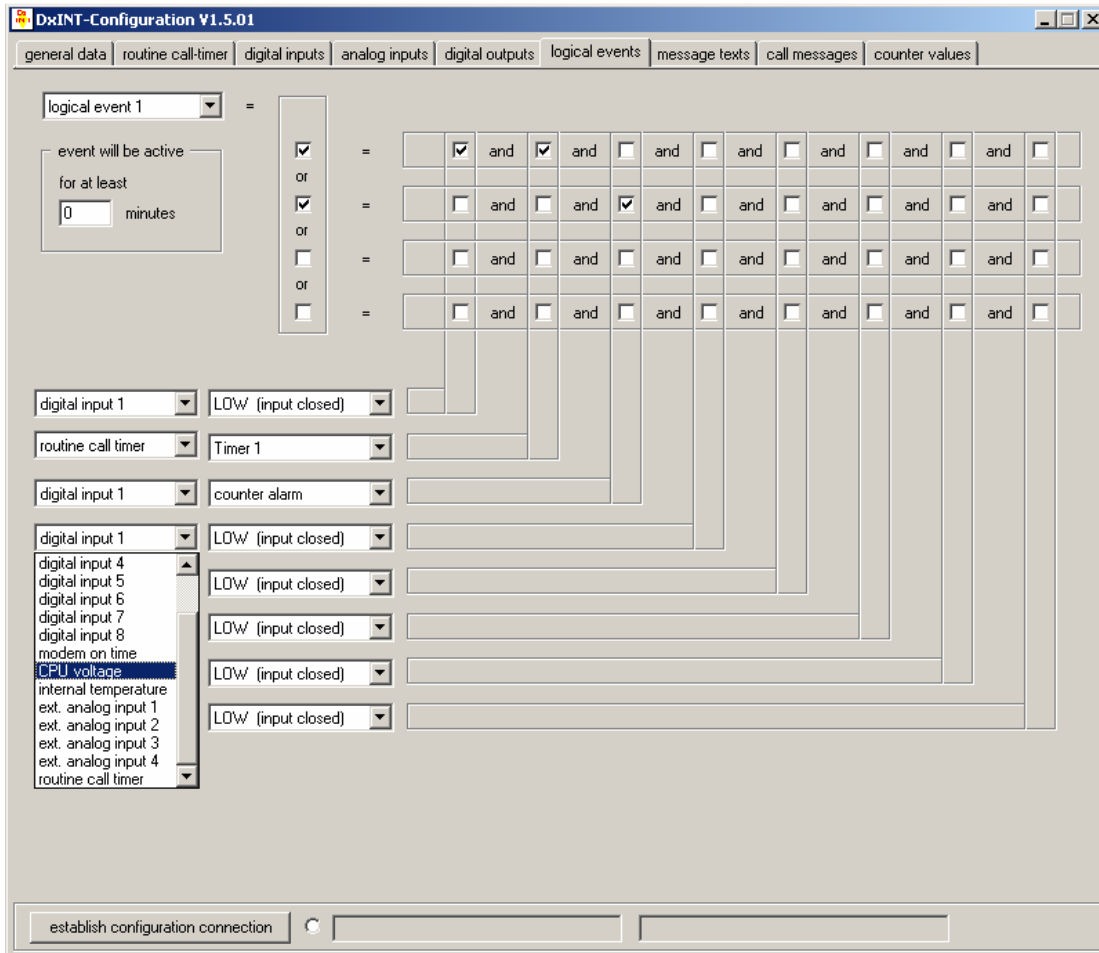 DxINT-Configuration V1.5.01
general data routine call-timer digital inputs analog inputs digital outputs logical events message texts call messages counter values
logical event 1 =
event will be active
for at least
0 minutes
= and and and and and and and
or
= and and and and and and and
or
= and and and and and and and
or
= and and and and and and and
digital input 1 LOW (input closed)
routine call timer Timer 1
digital input 1 counter alarm
digital input 1 LOW (input closed)
digital input 4
digital input 5
LOW (input closed)
digital input 6
digital input 7
digital input 8
LOW (input closed)
modem on time
CPU voltage
LOW (input closed)
internal temperature
ext. analog input 1
LOW (input closed)
ext. analog input 2
ext. analog input 3
ext. analog input 4
routine call timer
establish configuration connection